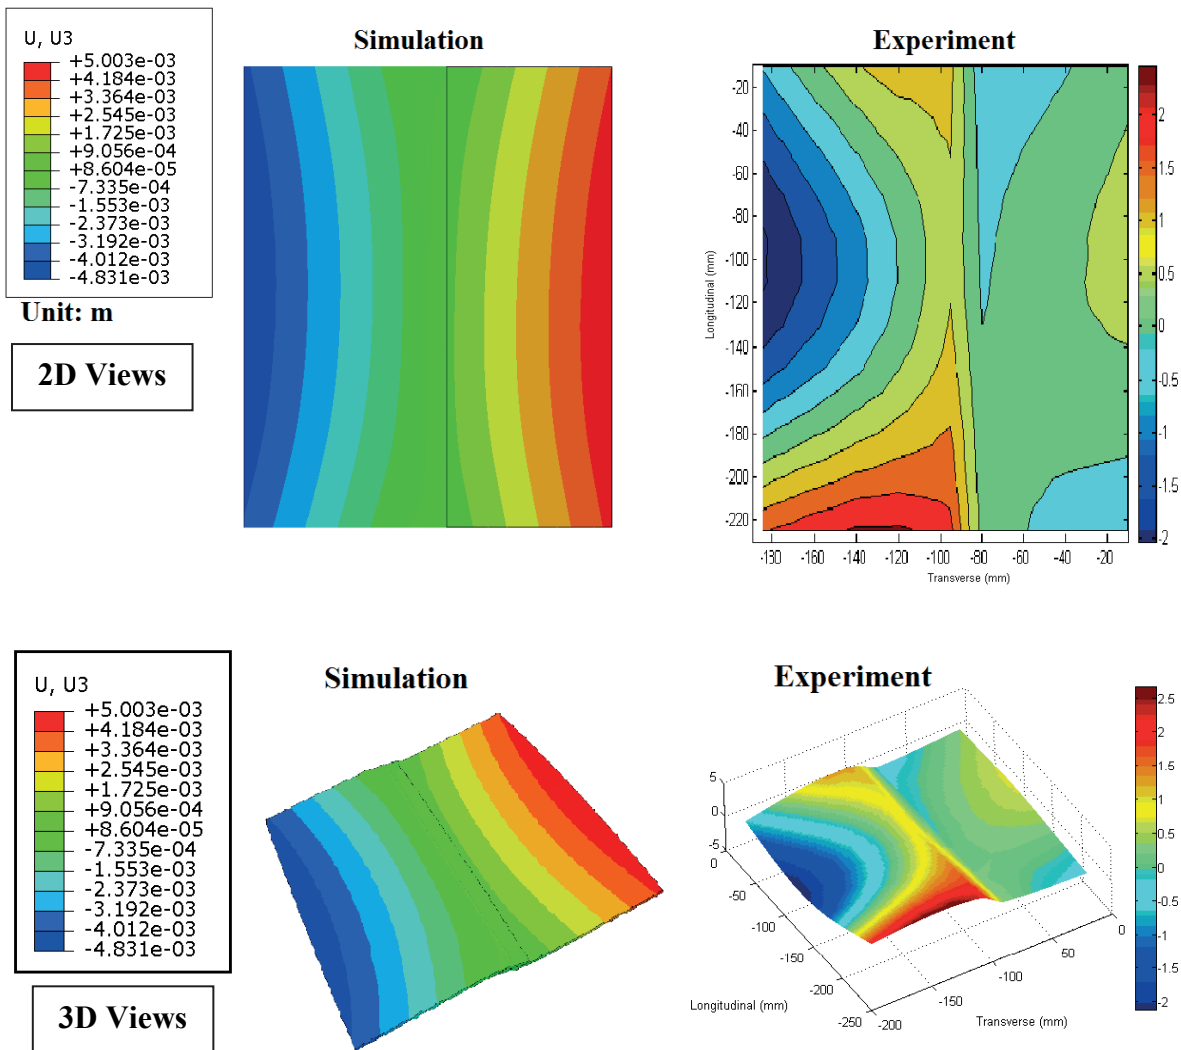 U, U3
+5.003e-03
+4.184e-03
+3.364e-03
+2.545e-03
+1.725e-03
+9.056e-04
+8.604e-05
-7.335e-04
-1.553e-03
-2.373e-03
-3.192e-03
-4.012e-03
-4.831e-03
Unit: m
2D Views
Simulation
Experiment
-20
-40
-60
-80
-100
-120
-140
-160
-180
-200
-220
Longitudinal (mm)
-130 -160 -140 -120 -100 -80 -60 -40 -20
Transverse (mm)
2
1.5
1
0.5
0
-0.5
-1
-1.5
-2
U, U3
+5.003e-03
+4.184e-03
+3.364e-03
+2.545e-03
+1.725e-03
+9.056e-04
+8.604e-05
-7.335e-04
-1.553e-03
-2.373e-03
-3.192e-03
-4.012e-03
-4.831e-03
3D Views
Simulation
Experiment
5
0
-5
0
-50
-100
-150
-200
-250
Longitudinal (mm)
-200
-150
-100
50
0
Transverse (mm)
2.5
2
1.5
1
0.5
0
-0.5
-1
-1.5
-2